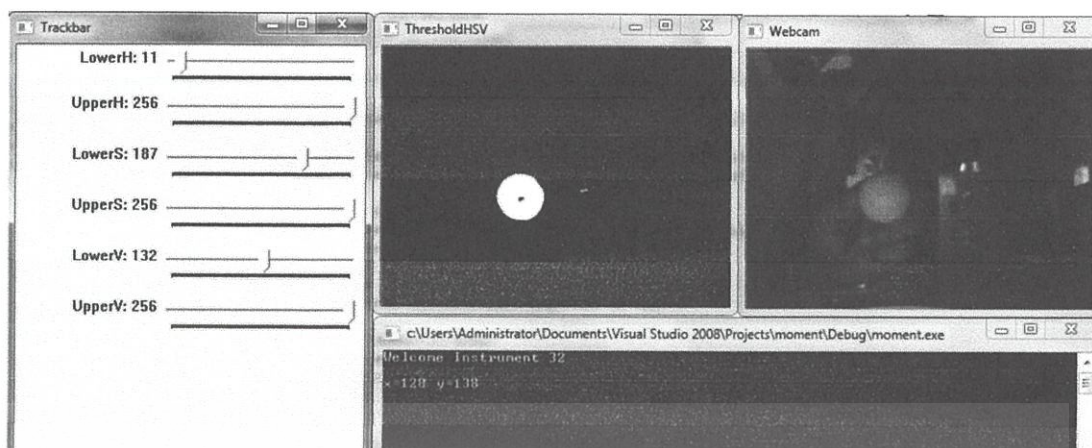 Trackbar
LowerH: 11
UpperH: 256
LowerS: 187
UpperS: 256
LowerV: 132
UpperV: 256
ThresholdHSV
Webcam
c:\Users\Administrator\Documents\Visual Studio 2008\Projects\moment\Debug\moment.exe
Welcome Instrument 32
x=128 y=138